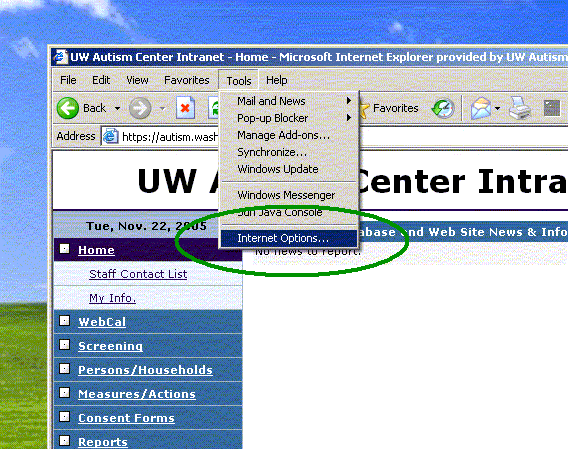 UW Autism Center Intranet - Home - Microsoft Internet Explorer provided by UW Autism
File Edit View Favorites Tools Help
Back Favorites
Address https://autism.wash
Mail and News
Pop-up Blocker
Manage Add-ons...
Synchronize...
Windows Update
Windows Messenger
Sun Java Console
Internet Options...
UW A Center Intra
Tue, Nov. 22, 2005
abase and Web Site News & Info
No news to report.
Home
Staff Contact List
My Info.
WebCal
Screening
Persons/Households
Measures/Actions
Consent Forms
Reports